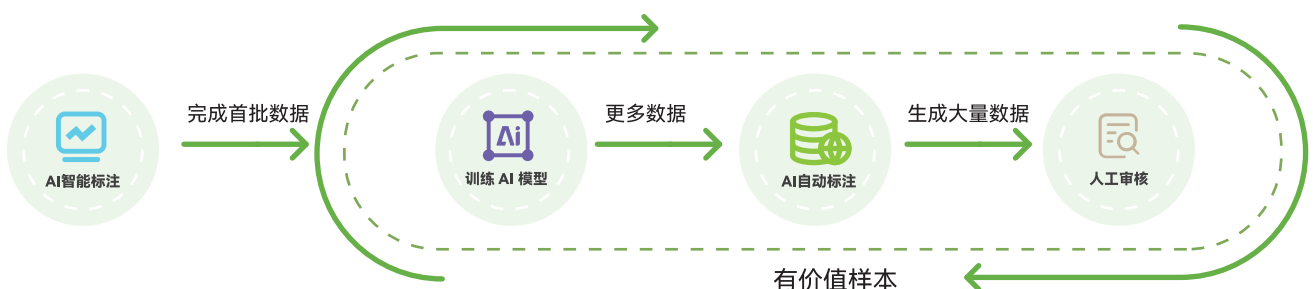 完成首批数据
更多数据
生成大量数据
Ai
AI智能标注
训练 AI 模型
AI自动标注
人工审核
有价值样本